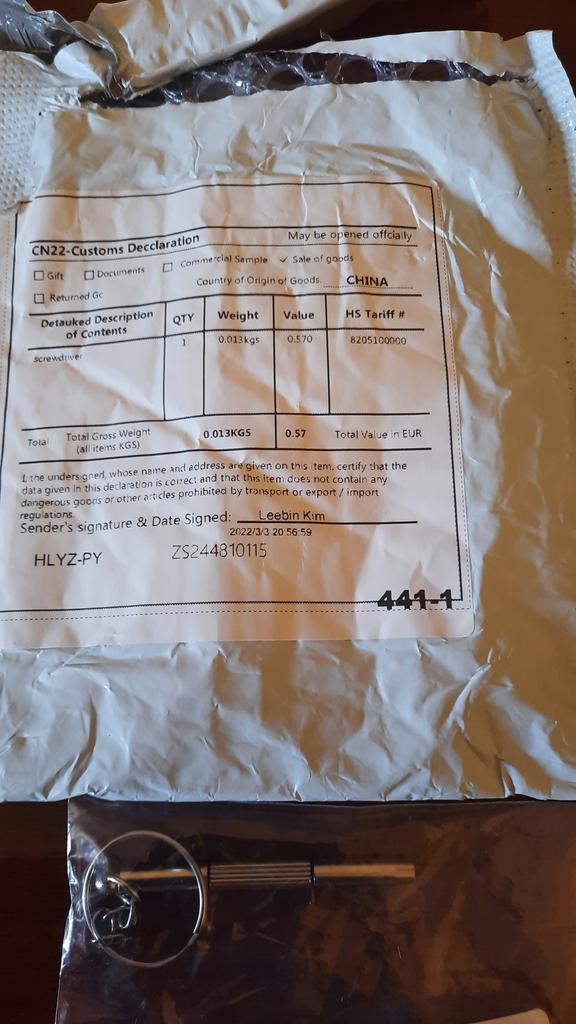 CN22-Customs Decclaration May be opened offcially
Gift Documents Commercial Sample ✓ Sale of goods
Returned Gc Country of Origin of Goods. CHINA
Detauked Description of Contents QTY Weight Value HS Tariff #
Screwdriver 1 0.013kgs 0.570 8205100000
Total Total Gross Weight (all items KGS) 0.013KGS 0.57 Total Value in EUR
I, the undersigned, whose name and address are given on this item, certify that the
data given in this declaration is correct and that this item does not contain any
dangerous goods or other articles prohibited by transport or export / import
regulations.
Sender's signature & Date Signed: Leebin Kim
2022/3/3 20:56:59
HLYZ-PY ZS244810115
441-1